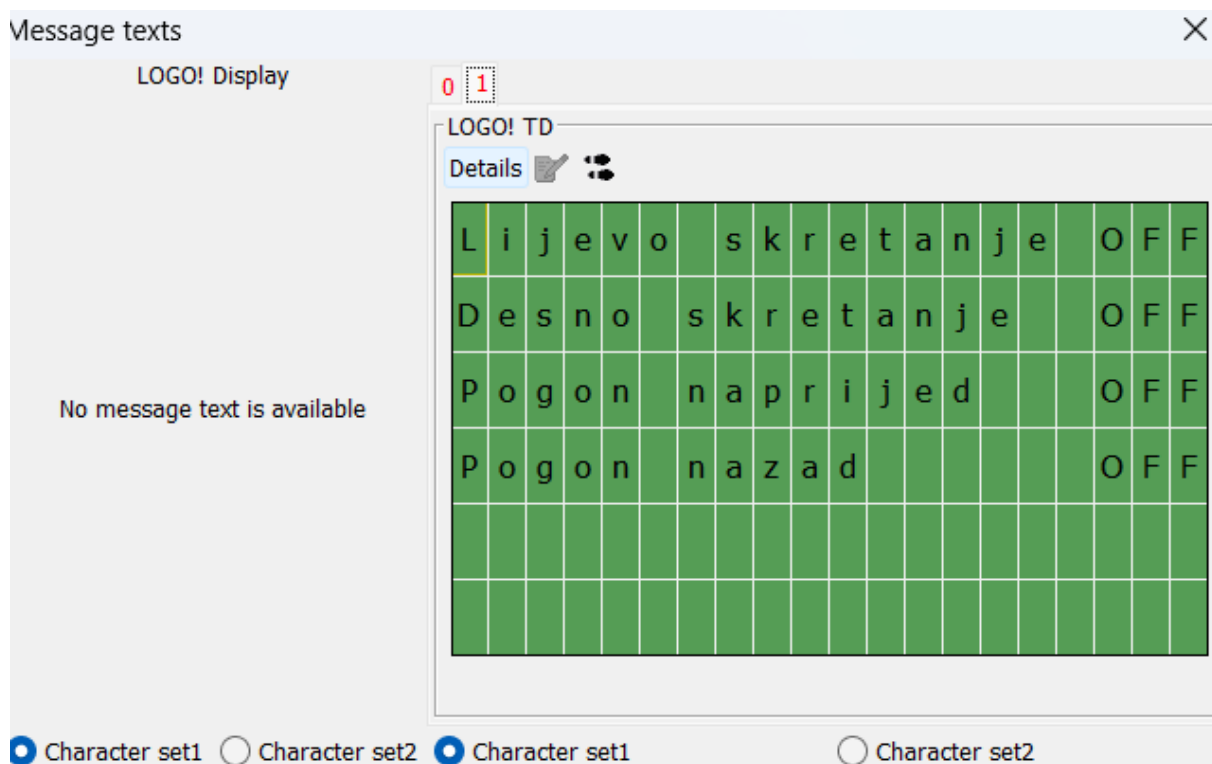 Message texts
LOGO! Display
0 1
LOGO! TD
Details
Lijevo skretanje OFF
Desno skretanje OFF
Pogon naprijed OFF
Pogon nazad OFF
No message text is available
Character set1 Character set2 Character set1 Character set2